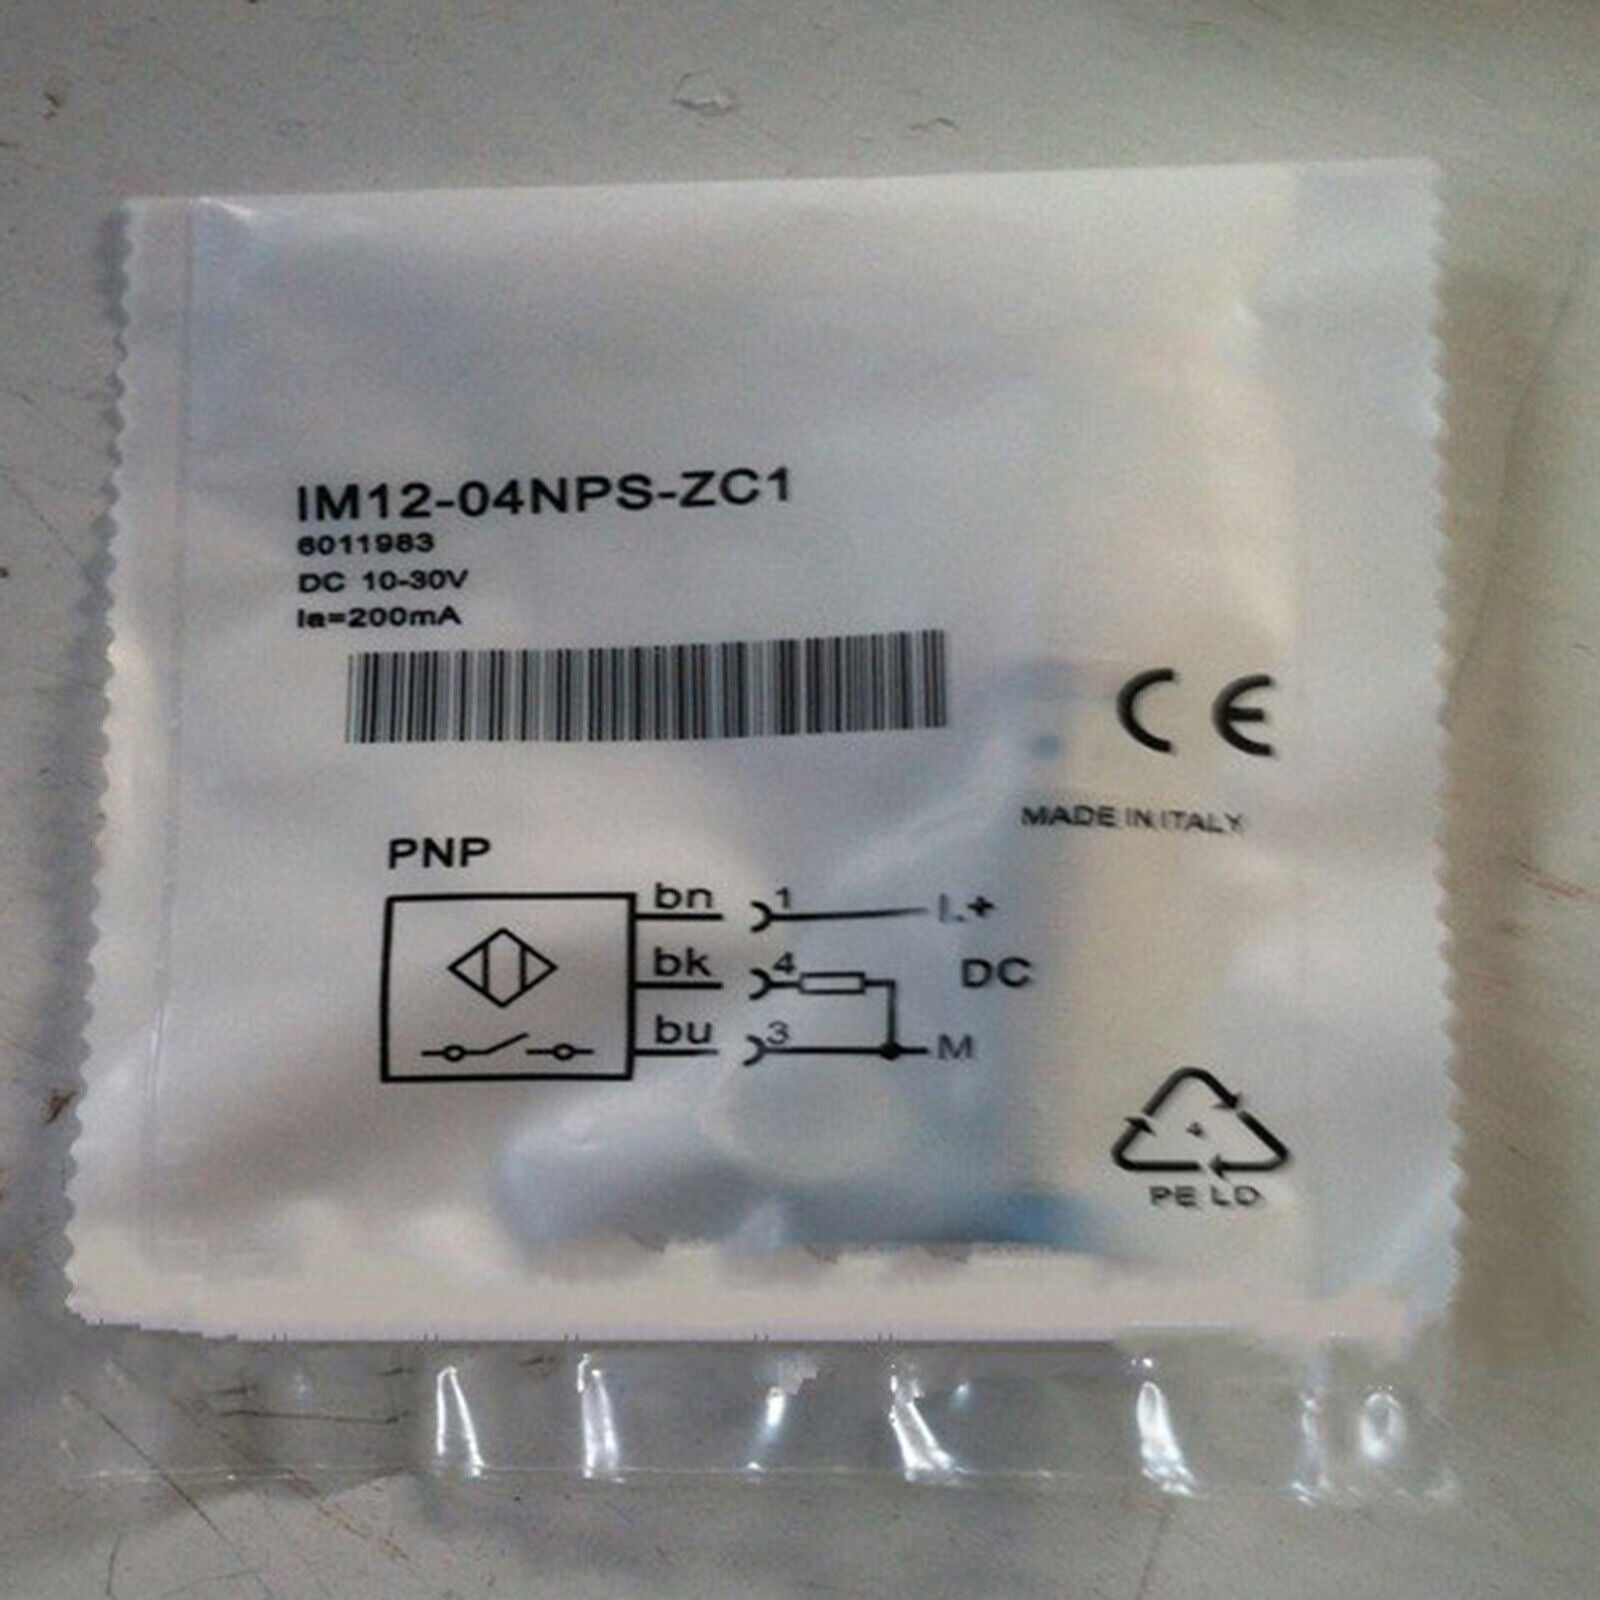 IM12-04NPS-ZC1
6011983
DC 10-30V
Ia=200mA
CE
MADE IN ITALY
PNP
bn 1 L+
bk 4 DC
bu 3 M
4
PE LD